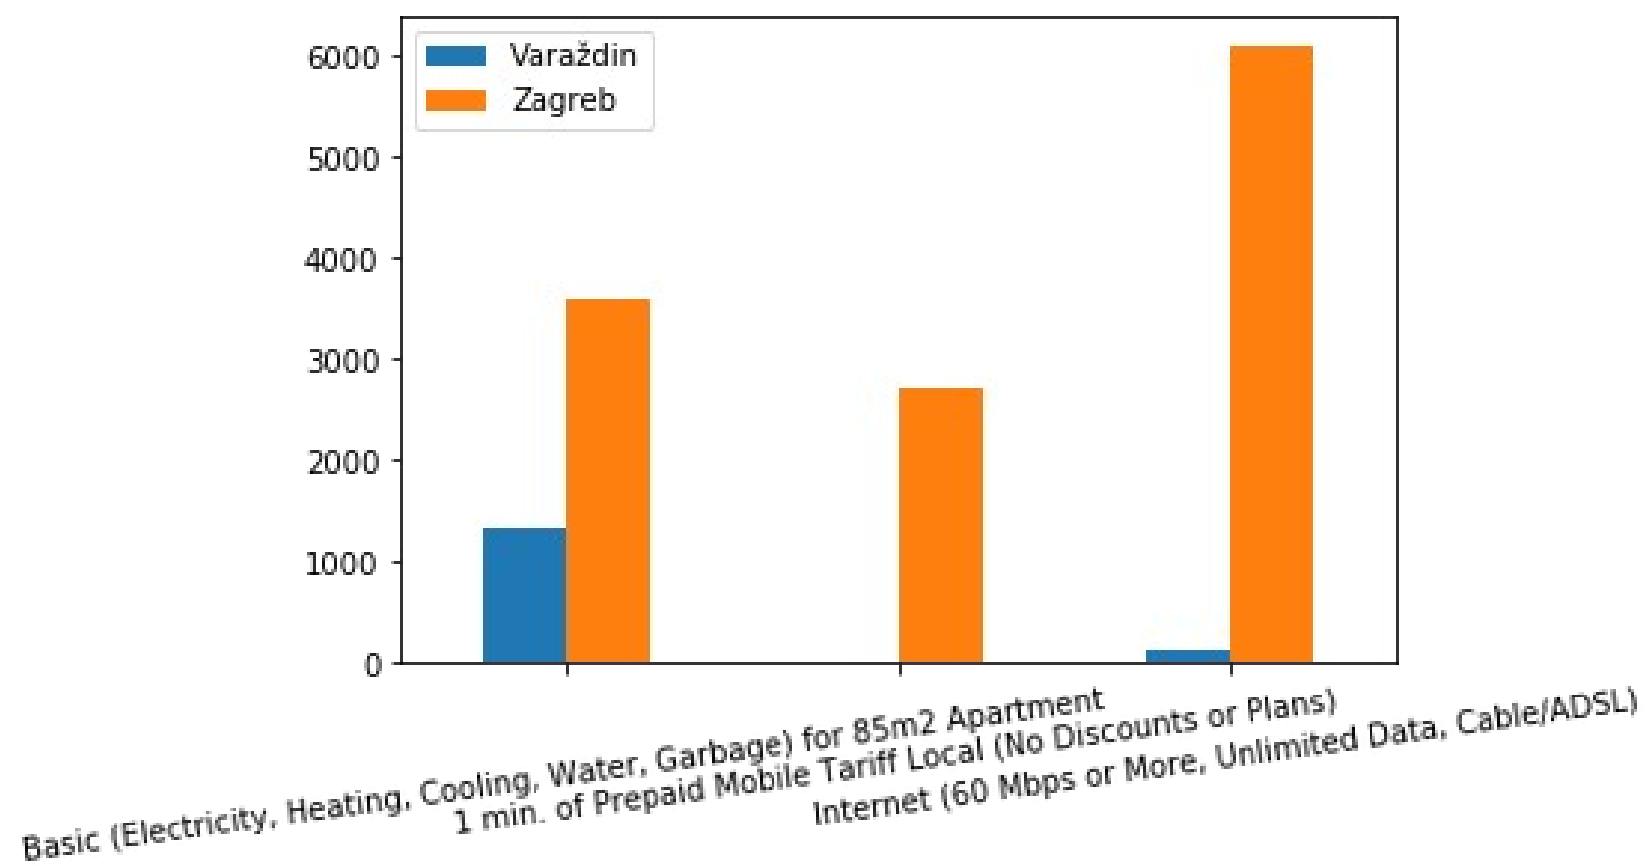 6000
5000
4000
3000
2000
1000
0
Varaždin
Zagreb
Basic (Electricity, Heating, Cooling, Water, Garbage) for 85m2 Apartment
1 min. of Prepaid Mobile Tariff Local (No Discounts or Plans)
Internet (60 Mbps or More, Unlimited Data, Cable/ADSL)